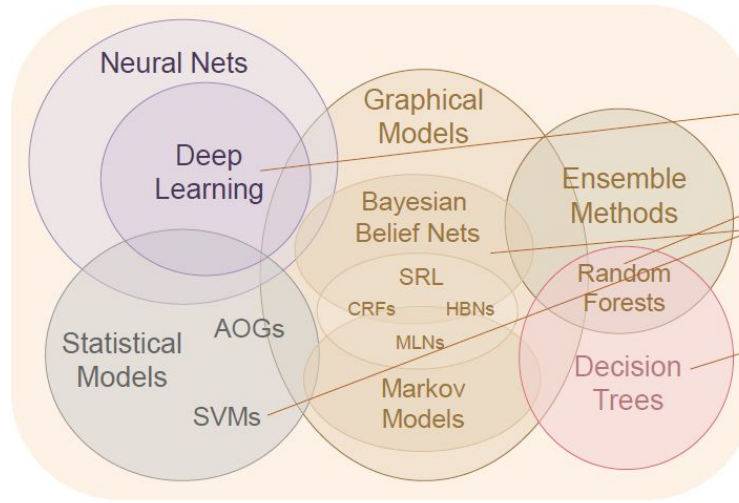 Neural Nets
Deep
Learning
Graphical
Models
Ensemble
Methods
Bayesian
Belief Nets
Random
Forests
SRL
CRFs
HBNs
MLNs
AOGs
Statistical
Models
SVMs
Markov
Models
Decision
Trees